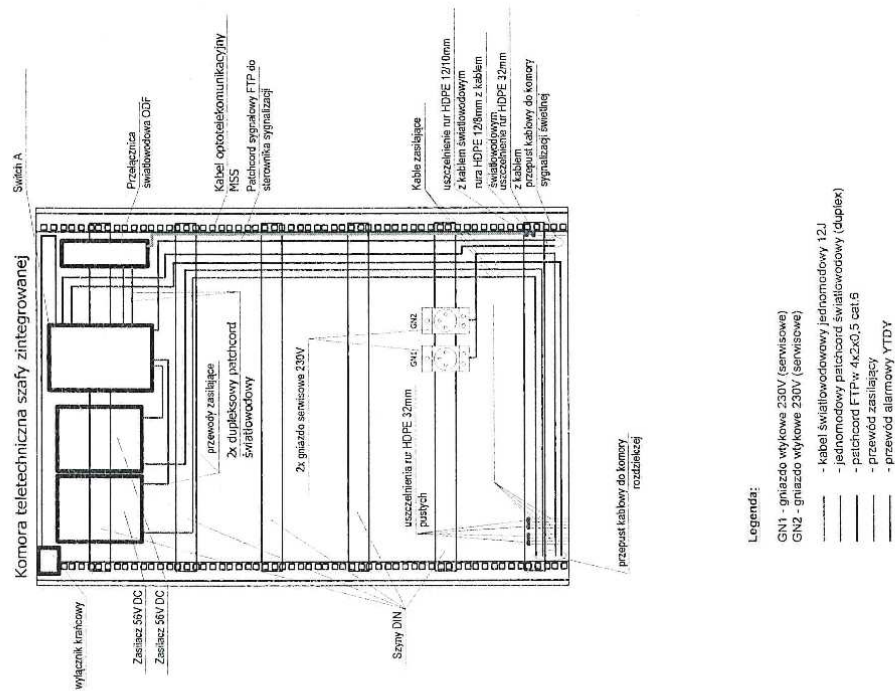 Komora teletechniczna szafy zintegrowanej
Switch A
Przełącznica
światłowodowa ODF
Kabel optotelekomunikacyjny
MSS
Patchcord sygnałowy FTP do
sterownika sygnalizacji
Kable zasilające
uszczelnienie rur HDPE 12/10mm
z kablem światłowodowym
rura HDPE 12/8mm z kablem
światłowodowym
uszczelnienie rur HDPE 32mm
z kablem
przepust kablowy do komory
sygnalizacji świetlnej
przewody zasilające
2x dupleksowy patchcord
światłowodowy
2x gniazdo serwisowe 230V
GN1
GN2
uszczelnienia rur HDPE 32mm
pustych
wyłącznik krańcowy
Zasilacz 56V DC
Zasilacz 56V DC
Szyny DIN
przepust kablowy do komory
rozdzielczej
Legenda:
GN1 - gniazdo wtykowe 230V (serwisowe)
GN2 - gniazdo wtykowe 230V (serwisowe)
- kabel światłowodowy jednomodowy 12J
- jednomodowy patchcord światłowodowy (duplex)
- patchcord FTPw 4x2x0,5 cat.6
- przewód zasilający
- przewód alarmowy YTDY